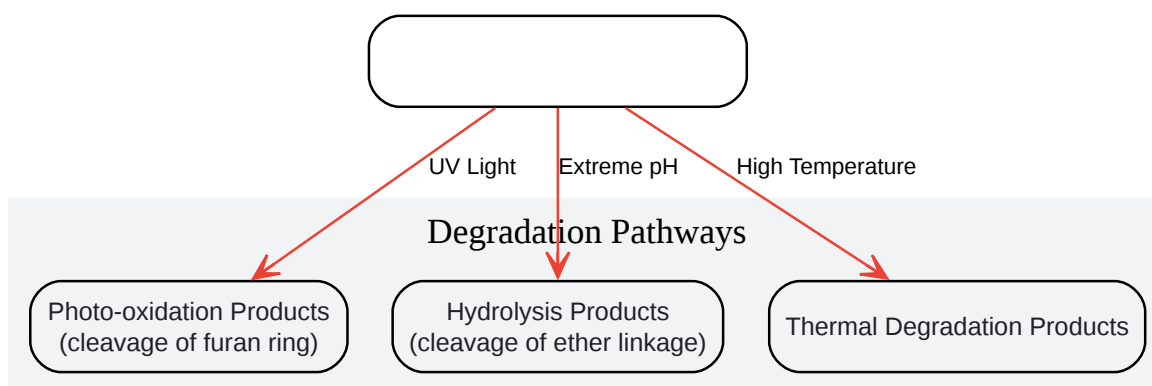 UV Light
Extreme pH
High Temperature
Degradation Pathways
Photo-oxidation Products
(cleavage of furan ring)
Hydrolysis Products
(cleavage of ether linkage)
Thermal Degradation Products